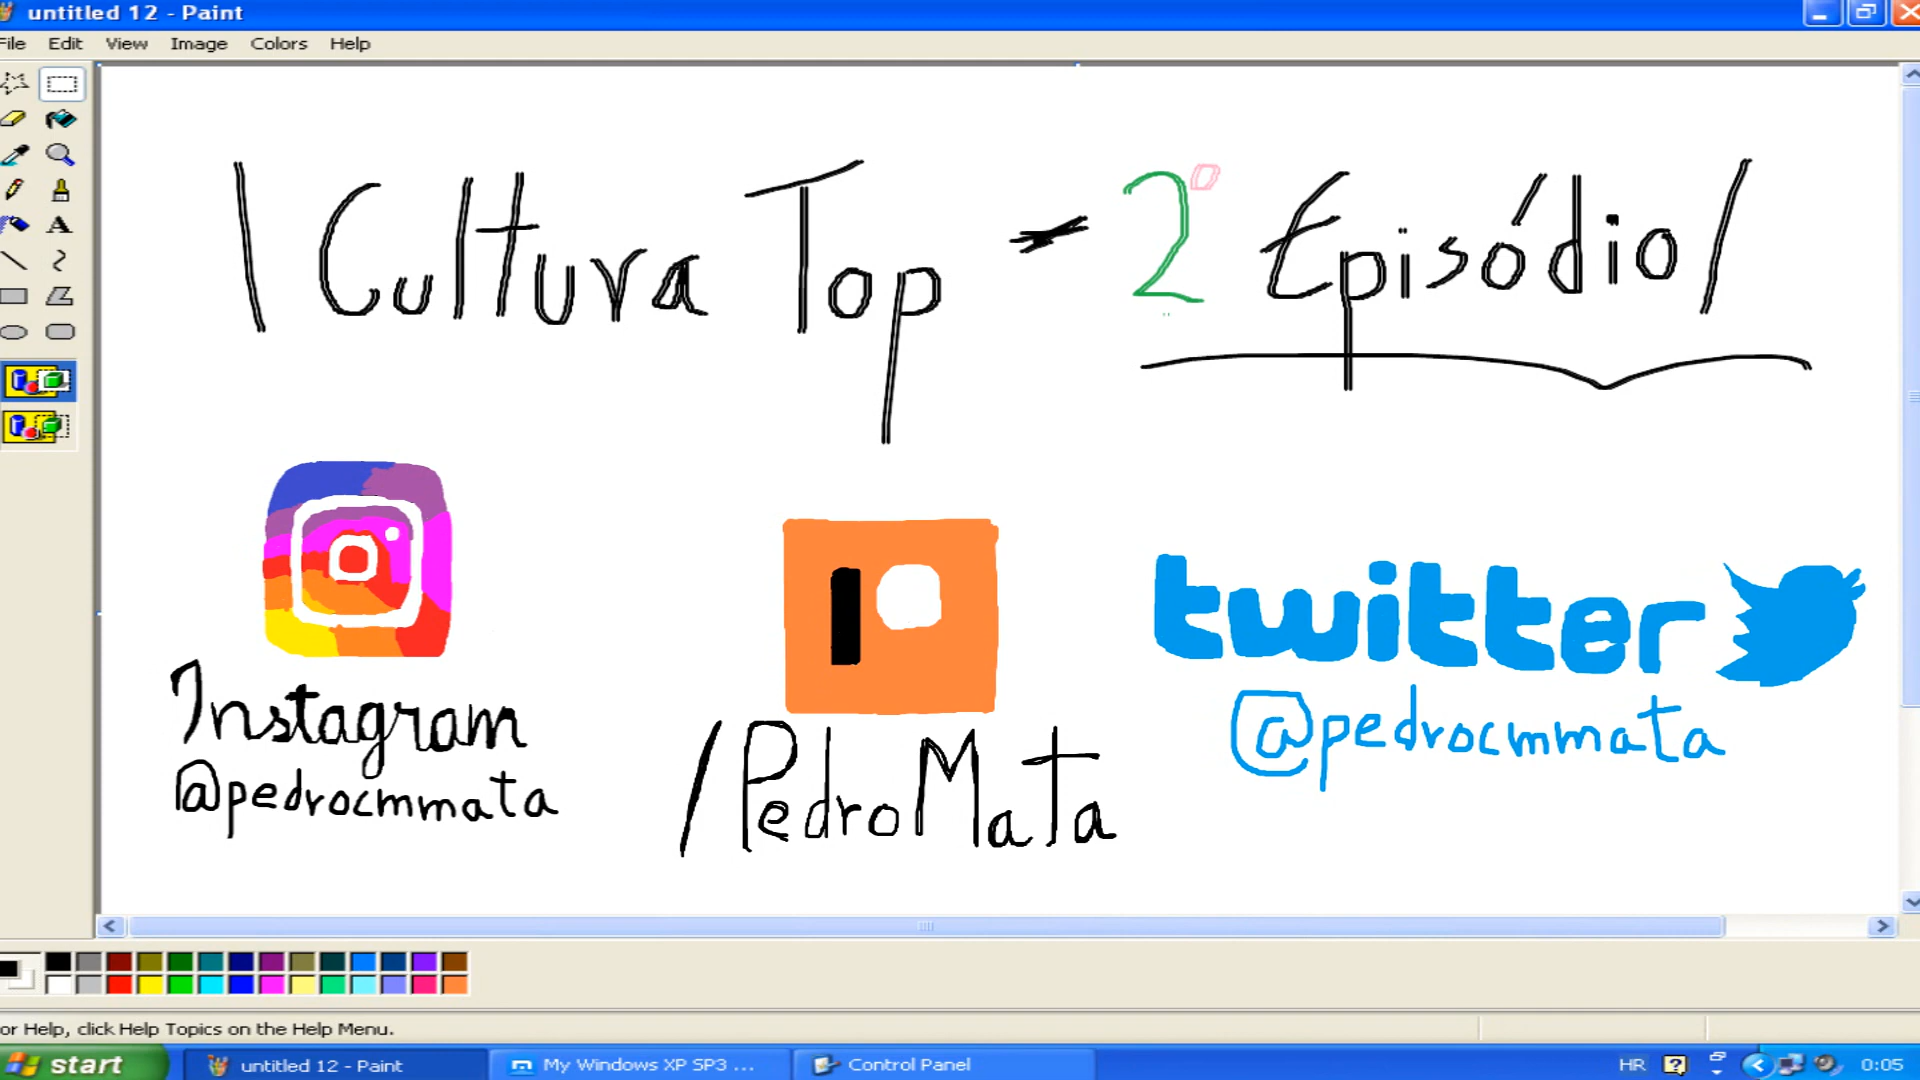 untitled 12 - Paint
File Edit View Image Colors Help
\ Cultura Top - 2º Episódio /
twitter
Instagram
@pedrocmmata
/PedroMata
@pedrocmmata
or Help, click Help Topics on the Help Menu.
start
untitled 12 - Paint
My Windows XP SP3 ...
Control Panel
HR
0:05